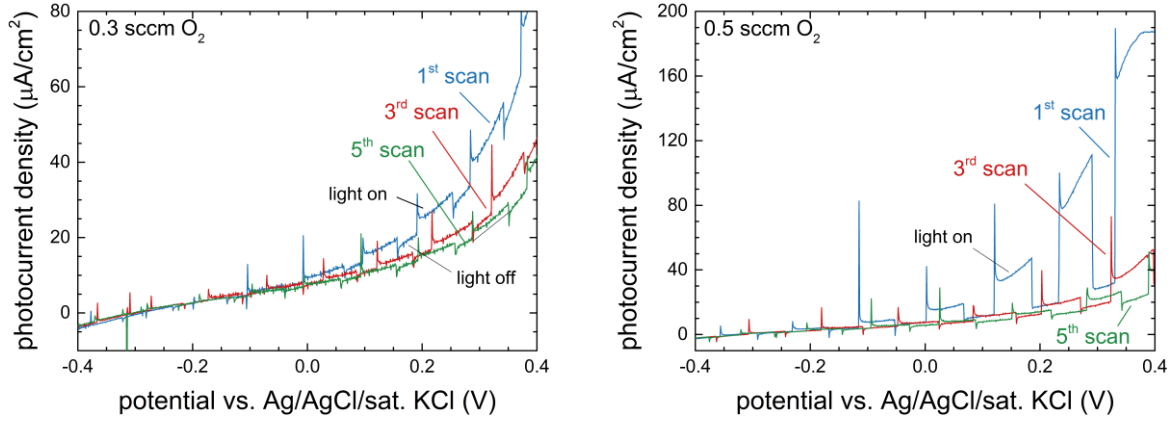 0.3 sccm O₂
1st scan
3rd scan
5th scan
light on
light off
80
60
40
20
0
-0.4
-0.2
0.0
0.2
0.4
photocurrent density (µA/cm²)
potential vs. Ag/AgCl/sat. KCl (V)
0.5 sccm O₂
1st scan
3rd scan
light on
5th scan
200
160
120
80
40
0
-0.4
-0.2
0.0
0.2
0.4
photocurrent density (µA/cm²)
potential vs. Ag/AgCl/sat. KCl (V)